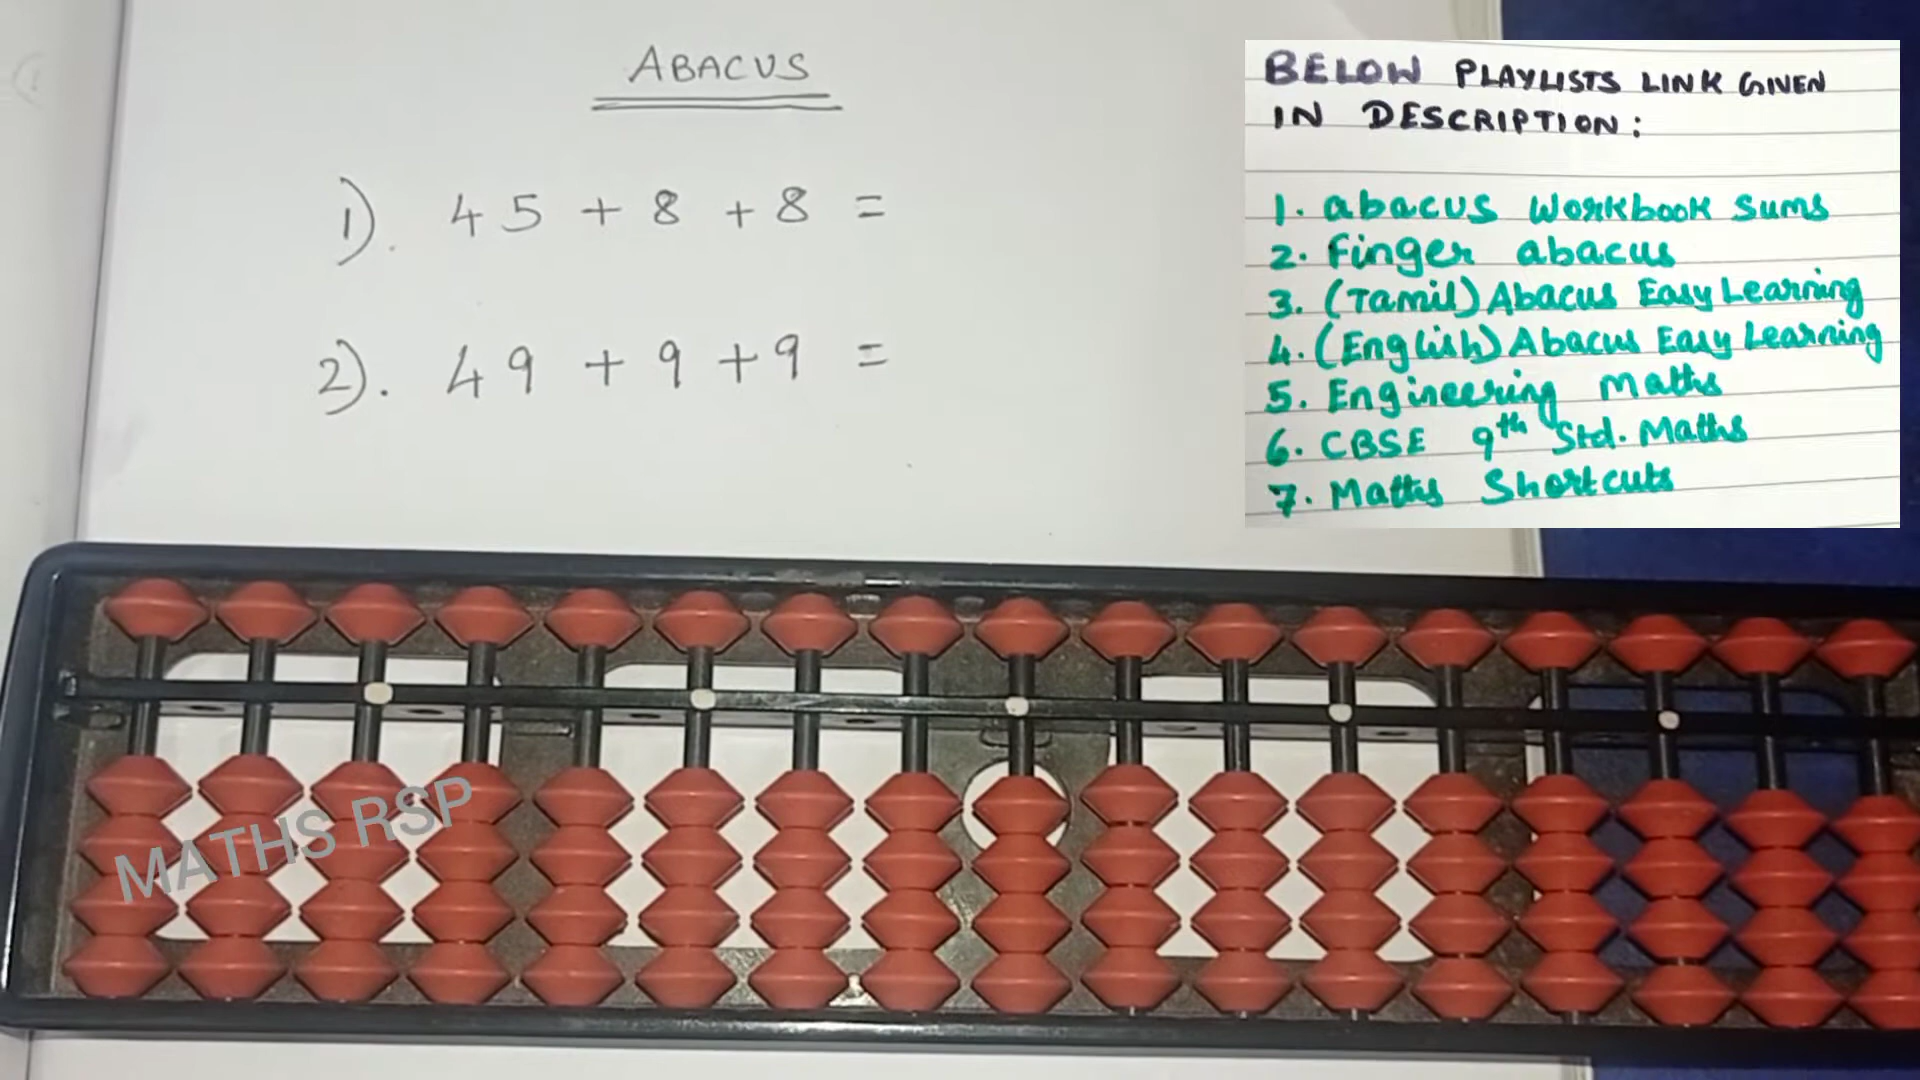 ABACUS
1). 45 + 8 + 8 =
2). 49 + 9 + 9 =
BELOW PLAYLISTS LINK GIVEN
IN DESCRIPTION:
1. abacus Workbook Sums
2. Finger abacus
3. (Tamil) Abacus Easy Learning
4. (English) Abacus Easy Learning
5. Engineering Maths
6. CBSE 9th Std. Maths
7. Maths Shortcuts
MATHS RSP